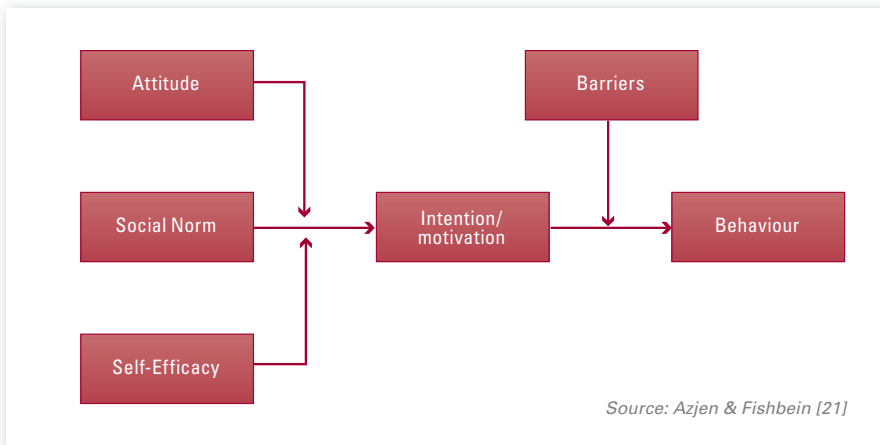 Attitude
Barriers
Social Norm
Intention/
motivation
Behaviour
Self-Efficacy
Source: Azjen & Fishbein [21]